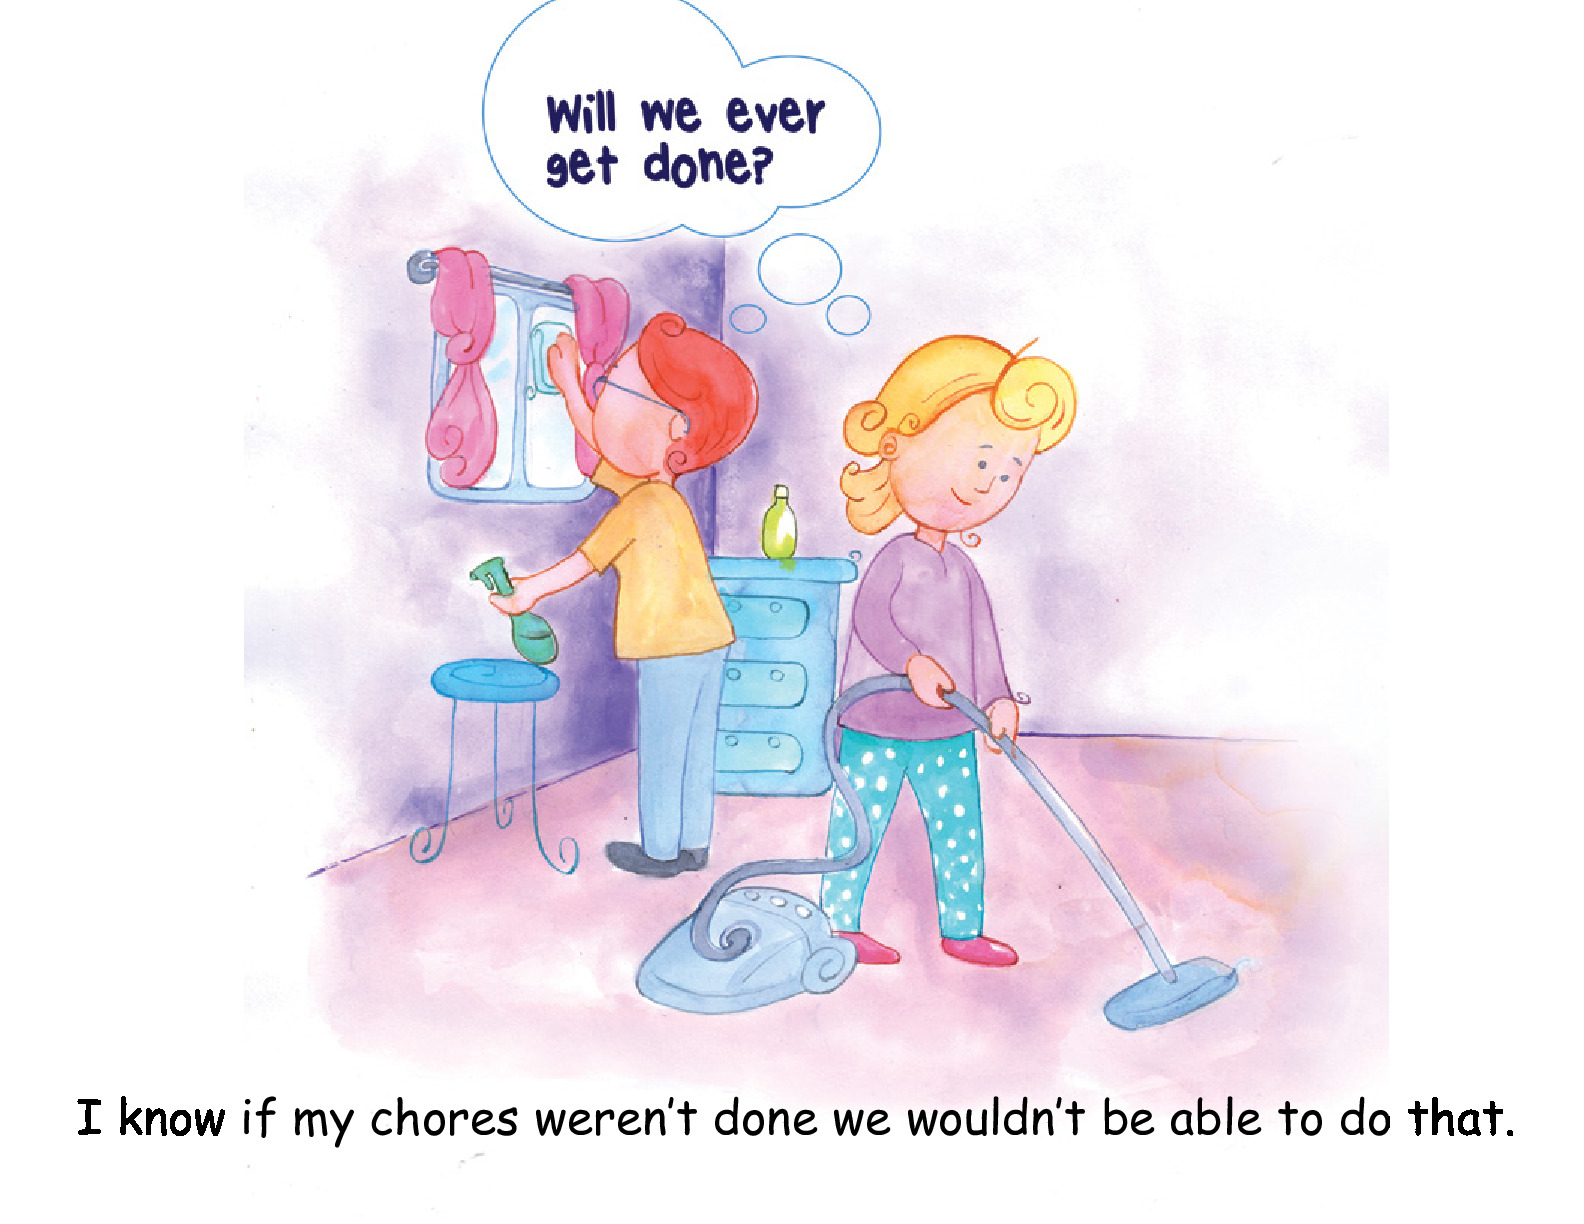 Will we ever
get done?
I know if my chores weren't done we wouldn't be able to do that.